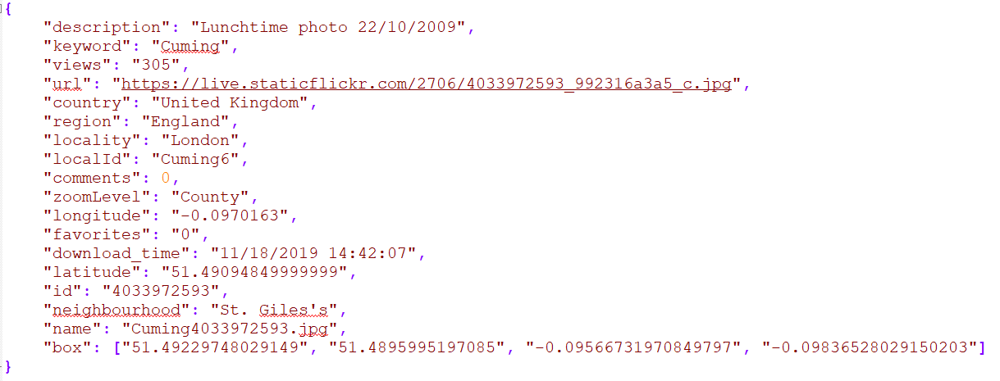 {
"description": "Lunchtime photo 22/10/2009",
"keyword": "Cuming",
"views": "305",
"url": "https://live.staticflickr.com/2706/4033972593_992316a3a5_c.jpg",
"country": "United Kingdom",
"region": "England",
"locality": "London",
"localId": "Cuming6",
"comments": 0,
"zoomLevel": "County",
"longitude": "-0.0970163",
"favorites": "0",
"download_time": "11/18/2019 14:42:07",
"latitude": "51.49094849999999",
"id": "4033972593",
"neighbourhood": "St. Giles's",
"name": "Cuming4033972593.jpg",
"box": ["51.49229748029149", "51.4895995197085", "-0.09566731970849797", "-0.09836528029150203"]
}